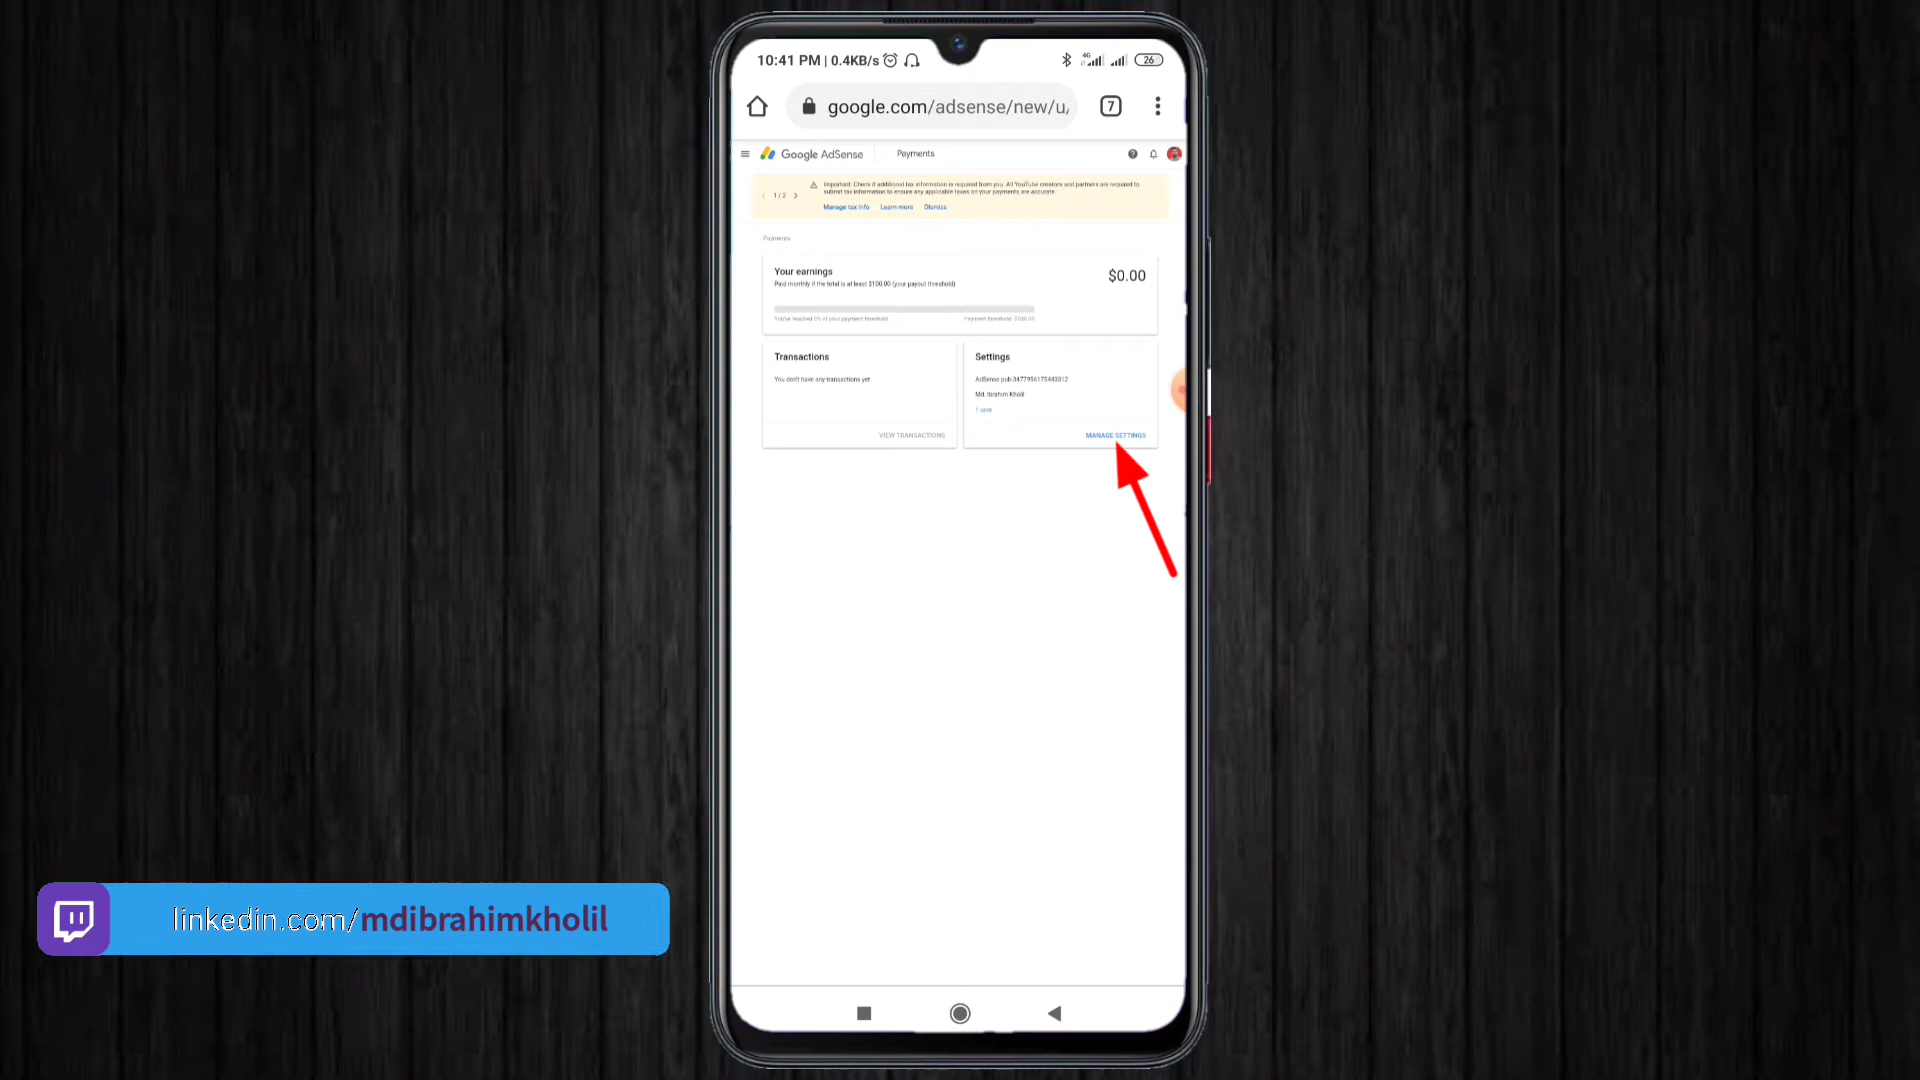 10:41 PM | 0.4KB/s
4G
26
google.com/adsense/new/u/
7
Google AdSense
Payments
1/2
Important: Check if additional tax information is required from you. All YouTube creators and partners are required to
submit tax information to ensure any applicable taxes on your payments are accurate
Manage tax info Learn more Dismiss
Payments
Your earnings
$0.00
Paid monthly if the total is at least $100.00 (your payout threshold)
You've reached 0% of your payment threshold
Payment threshold: $100.00
Transactions
You don't have any transactions yet
VIEW TRANSACTIONS
Settings
AdSense pub-3477956175443312
Md. Ibrahim Kholil
1 user
MANAGE SETTINGS
linkedin.com/mdibrahimkholil